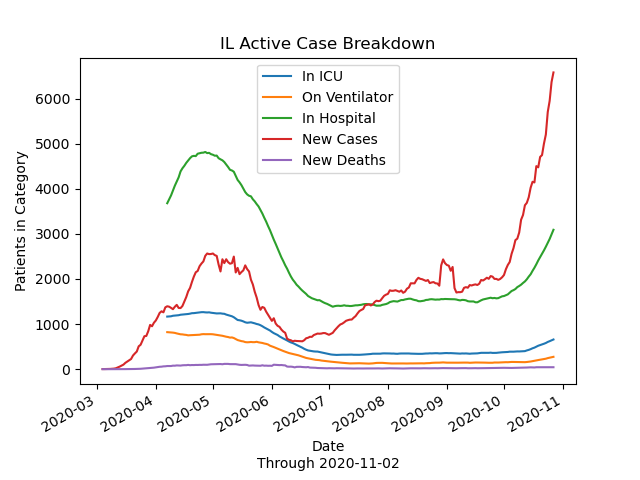 IL Active Case Breakdown
In ICU
On Ventilator
In Hospital
New Cases
New Deaths
Patients in Category
6000
5000
4000
3000
2000
1000
0
2020-03
2020-04
2020-05
2020-06
2020-07
2020-08
2020-09
2020-10
2020-11
Date
Through 2020-11-02